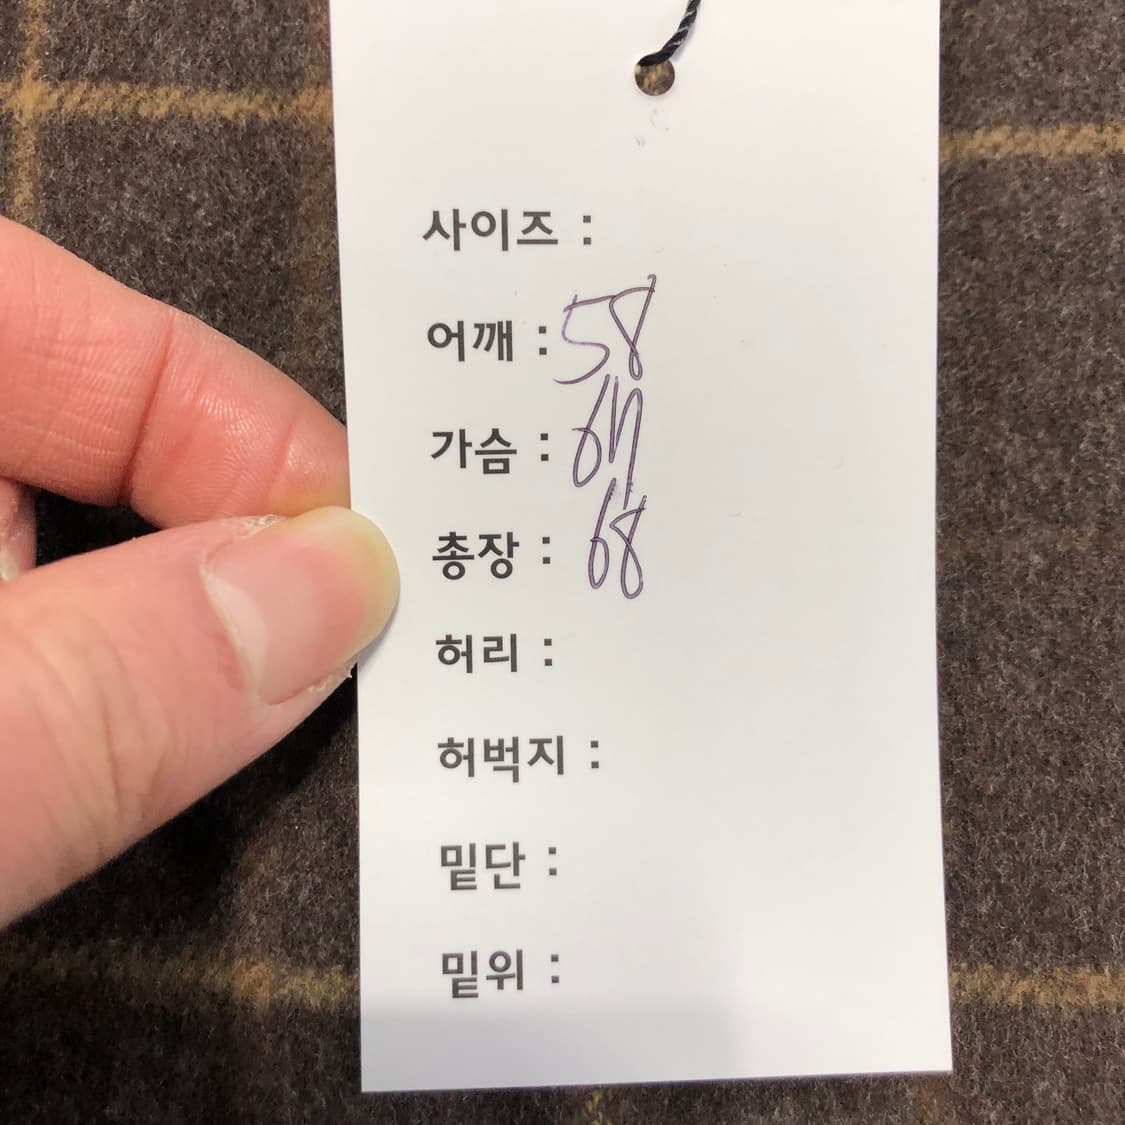 사이즈 :
어깨 : 58
가슴 : 67
총장 : 68
허리 :
허벅지 :
밑단 :
밑위 :